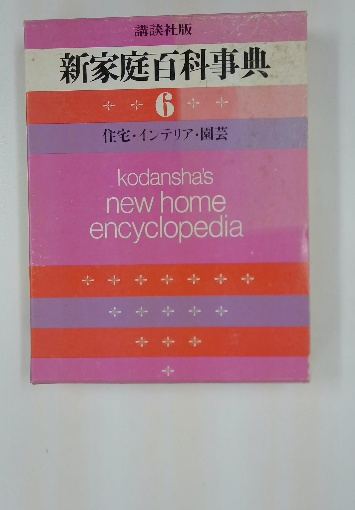 講談社版
新家庭百科事典
6
住宅・インテリア・園芸
kodansha's
new home
encyclopedia